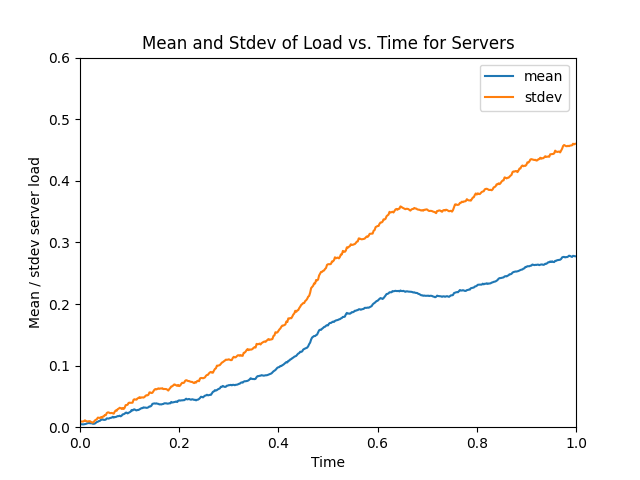 Mean and Stdev of Load vs. Time for Servers
mean
stdev
Mean / stdev server load
0.6
0.5
0.4
0.3
0.2
0.1
0.0
0.0 0.2 0.4 0.6 0.8 1.0
Time